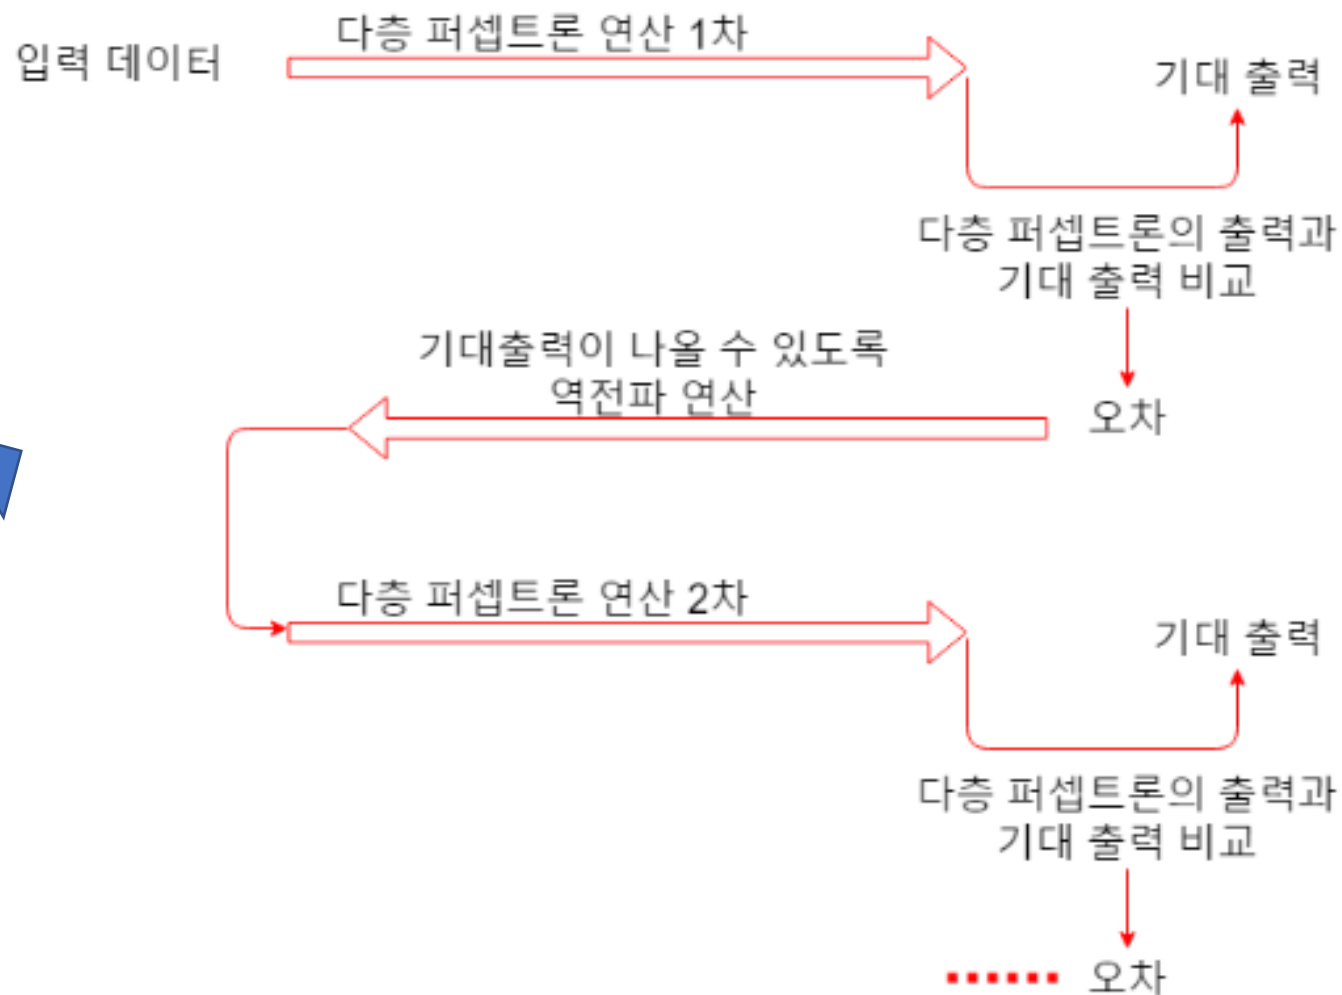 다층 퍼셉트론 연산 1차
입력 데이터
기대 출력
다층 퍼셉트론의 출력과
기대 출력 비교
기대출력이 나올 수 있도록
역전파 연산
오차
다층 퍼셉트론 연산 2차
기대 출력
다층 퍼셉트론의 출력과
기대 출력 비교
오차